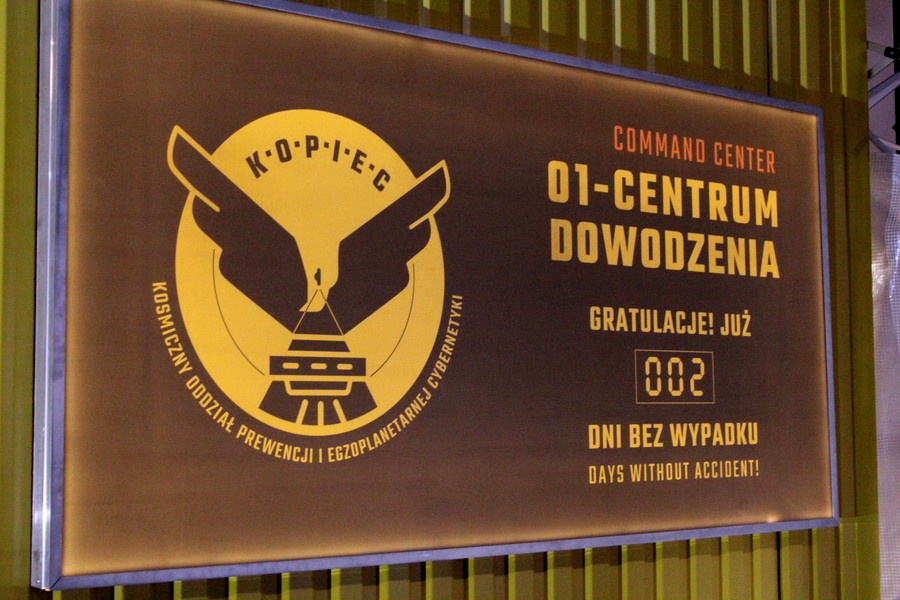 K·O·P·I·E·C
KOSMICZNY ODDZIAŁ PREWENCJI I EGZOPLANETARNEJ CYBERNETYKI
COMMAND CENTER
01-CENTRUM
DOWODZENIA
GRATULACJE! JUŻ
002
DNI BEZ WYPADKU
DAYS WITHOUT ACCIDENT!